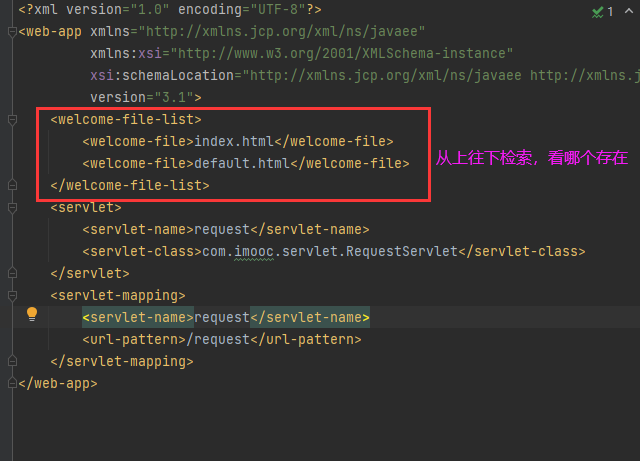 <?xml version="1.0" encoding="UTF-8"?>
1
<web-app xmlns="http://xmlns.jcp.org/xml/ns/javaee"
xmlns:xsi="http://www.w3.org/2001/XMLSchema-instance"
xsi:schemaLocation="http://xmlns.jcp.org/xml/ns/javaee http://xmlns.j
version="3.1">
<welcome-file-list>
<welcome-file>index.html</welcome-file>
<welcome-file>default.html</welcome-file>
从上往下检索，看哪个存在
</welcome-file-list>
<servlet>
<servlet-name>request</servlet-name>
<servlet-class>com.imooc.servlet.RequestServlet</servlet-class>
</servlet>
<servlet-mapping>
<servlet-name>request</servlet-name>
<url-pattern>/request</url-pattern>
</servlet-mapping>
</web-app>